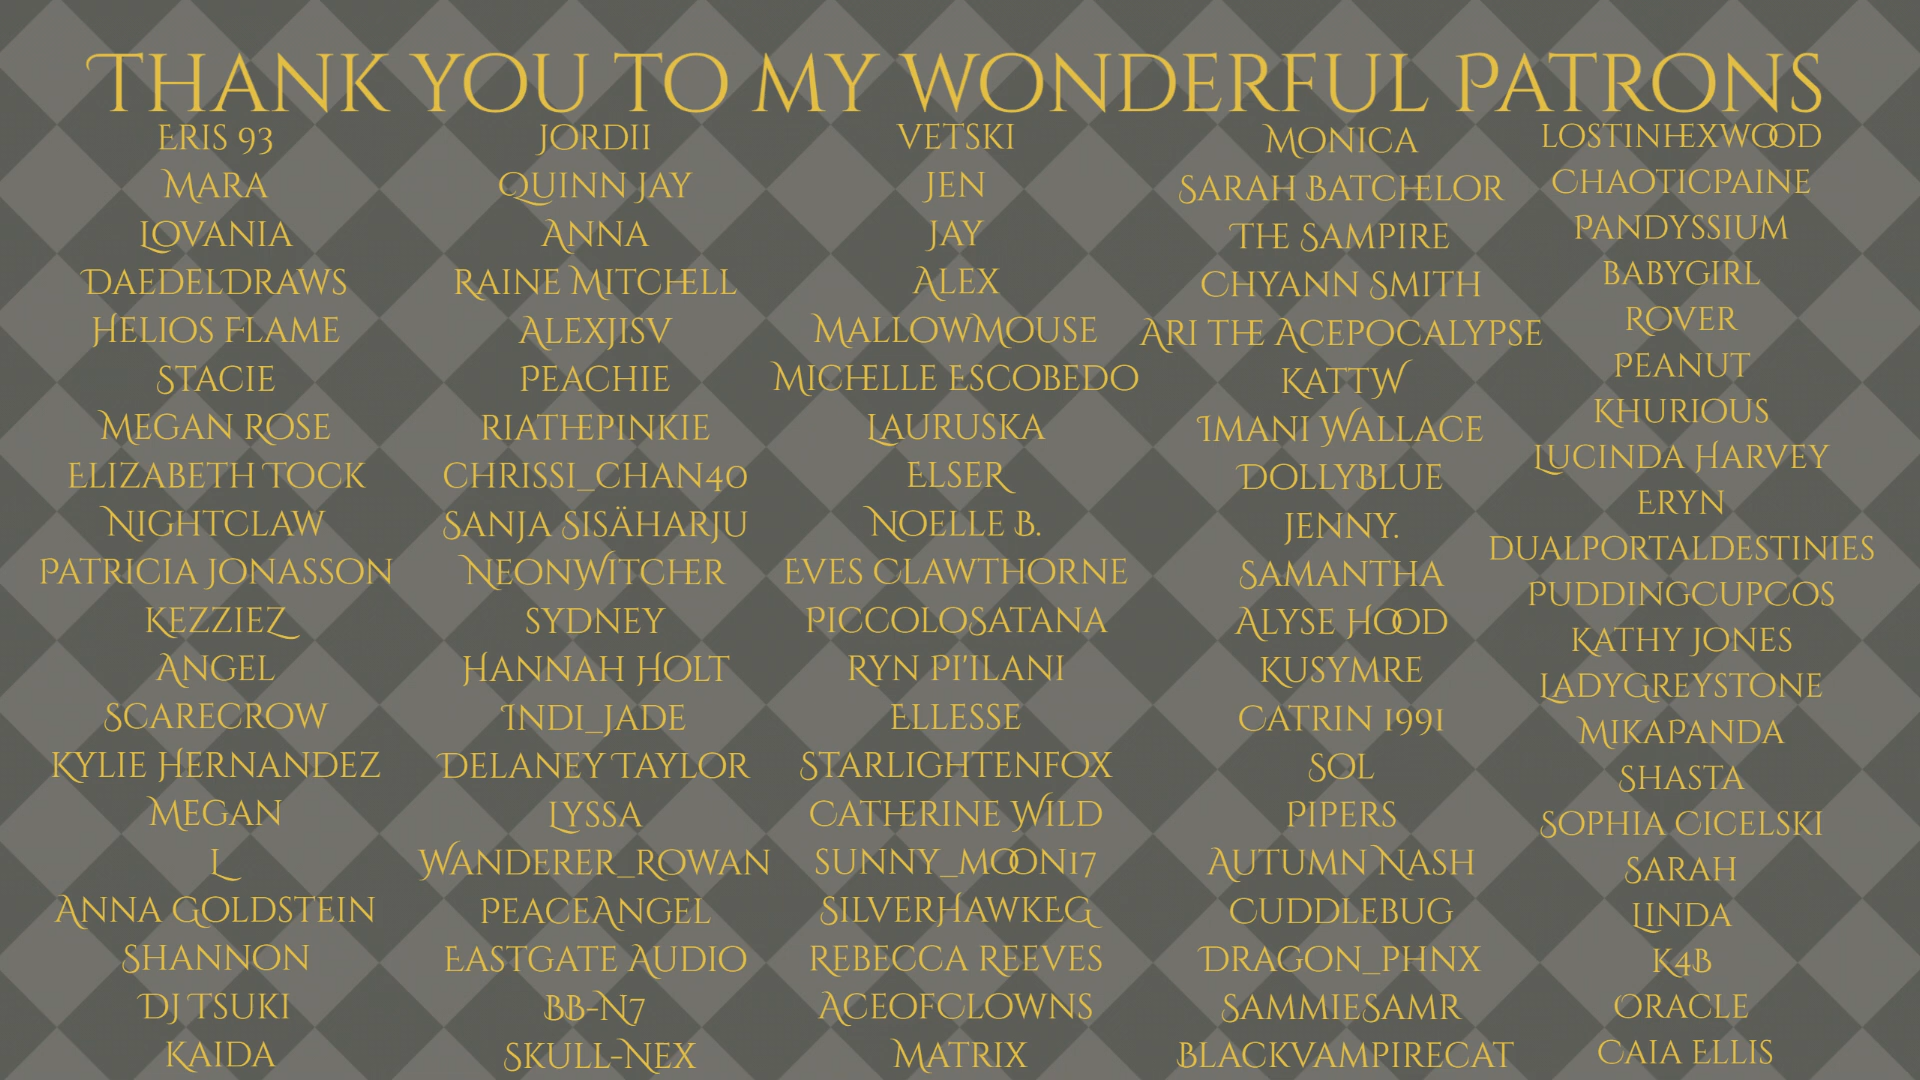 Thank you to my wonderful Patrons
Eris 93
Mara
Lovania
DaedelDraws
Helios Flame
Stacie
Megan Rose
Elizabeth Tock
Nightclaw
Patricia Jonasson
Kezziez
Angel
Scarecrow
Kylie Hernandez
Megan
L
Anna Goldstein
Shannon
DJ Tsuki
Kaida
Jordii
Quinn Jay
Anna
Raine Mitchell
Alexjisv
Peachie
riathepinkie
chrissi_chan40
Sanja Sisäharju
NeonWitcher
sydney
Hannah Holt
Indi_Jade
Delaney Taylor
Lyssa
Wanderer_Rowan
PeaceAngel
Eastgate Audio
BB-N7
Skull-Nex
vetski
Jen
Jay
Alex
MallowMouse
Michelle Escobedo
Lauruska
Elser
Noelle B.
Eves Clawthorne
PiccoloSatana
Ryn Pi'ilani
Ellesse
Starlightenfox
Catherine Wild
sunny_moon17
SilverHawkeG
Rebecca Reeves
AceofClowns
Matrix
Monica
Sarah Batchelor
The Sampire
Chyann Smith
Ari the Acepocalypse
KattW
Imani Wallace
DollyBlue
Jenny.
Samantha
Alyse Hood
Kusymre
Catrin 1991
Sol
Pipers
Autumn Nash
Cuddlebug
Dragon_phnx
SammieSamR
BlackVampireCat
lostinhexwood
ChaoticPaine
Pandyssium
babygirl
Rover
Peanut
Khurious
Lucinda Harvey
Eryn
dualportaldestinies
PuddingCupCos
Kathy Jones
LadyGreystone
MikaPanda
Shasta
Sophia Cicelski
Sarah
Linda
K4B
Oracle
Caia Ellis